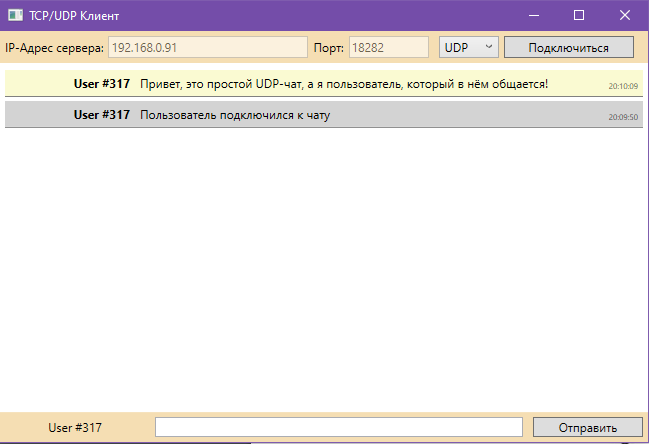 TCP/UDP Клиент
IP-Адрес сервера: 192.168.0.91 Порт: 18282 UDP Подключиться
User #317 Привет, это простой UDP-чат, а я пользователь, который в нём общается! 20:10:09
User #317 Пользователь подключился к чату 20:09:50
User #317 Отправить